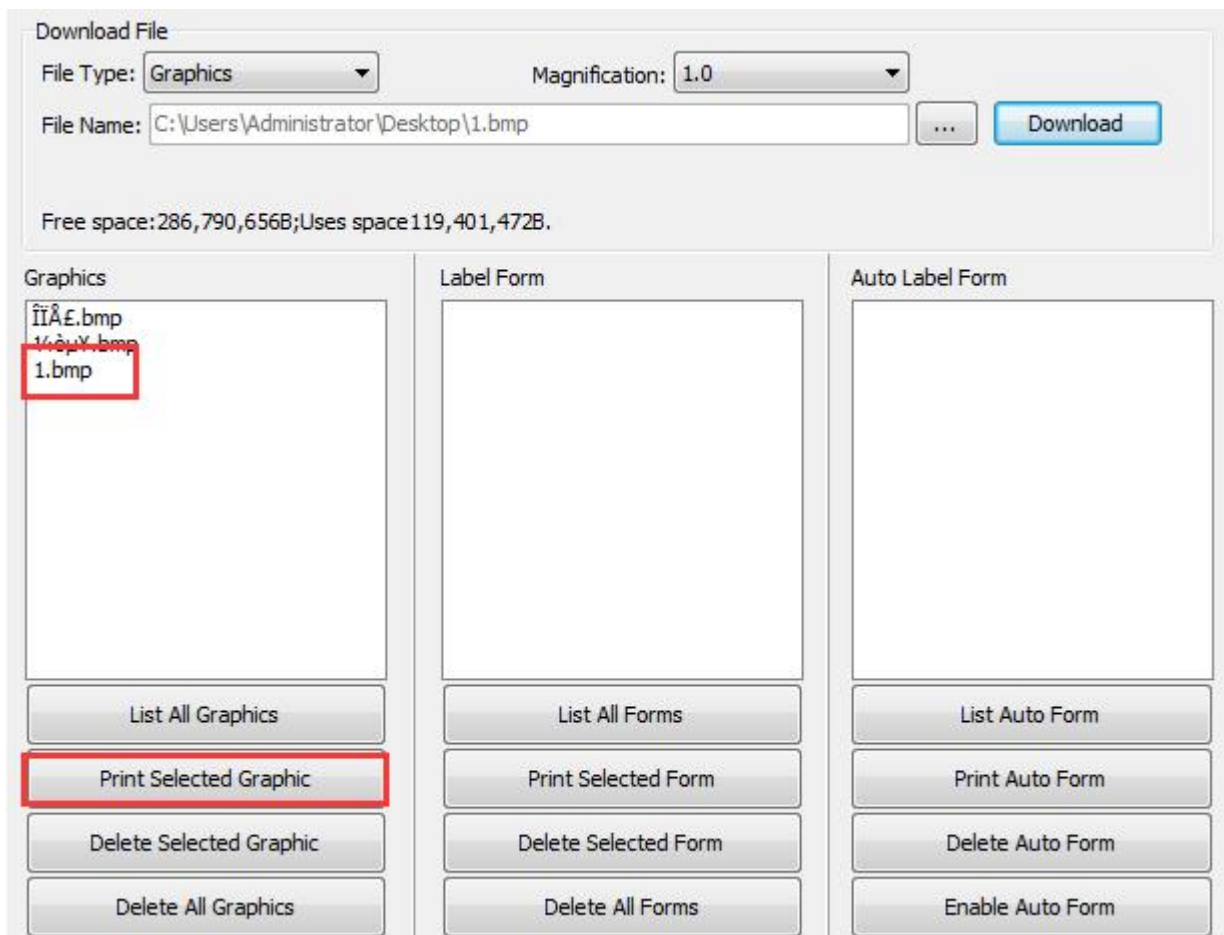 Download File
File Type: Graphics Magnification: 1.0
File Name: C:\Users\Administrator\Desktop\1.bmp ... Download
Free space:286,790,656B;Uses space119,401,472B.
Graphics Label Form Auto Label Form
ÎÏÅ£.bmp
¼òµ¥.bmp
1.bmp
List All Graphics List All Forms List Auto Form
Print Selected Graphic Print Selected Form Print Auto Form
Delete Selected Graphic Delete Selected Form Delete Auto Form
Delete All Graphics Delete All Forms Enable Auto Form